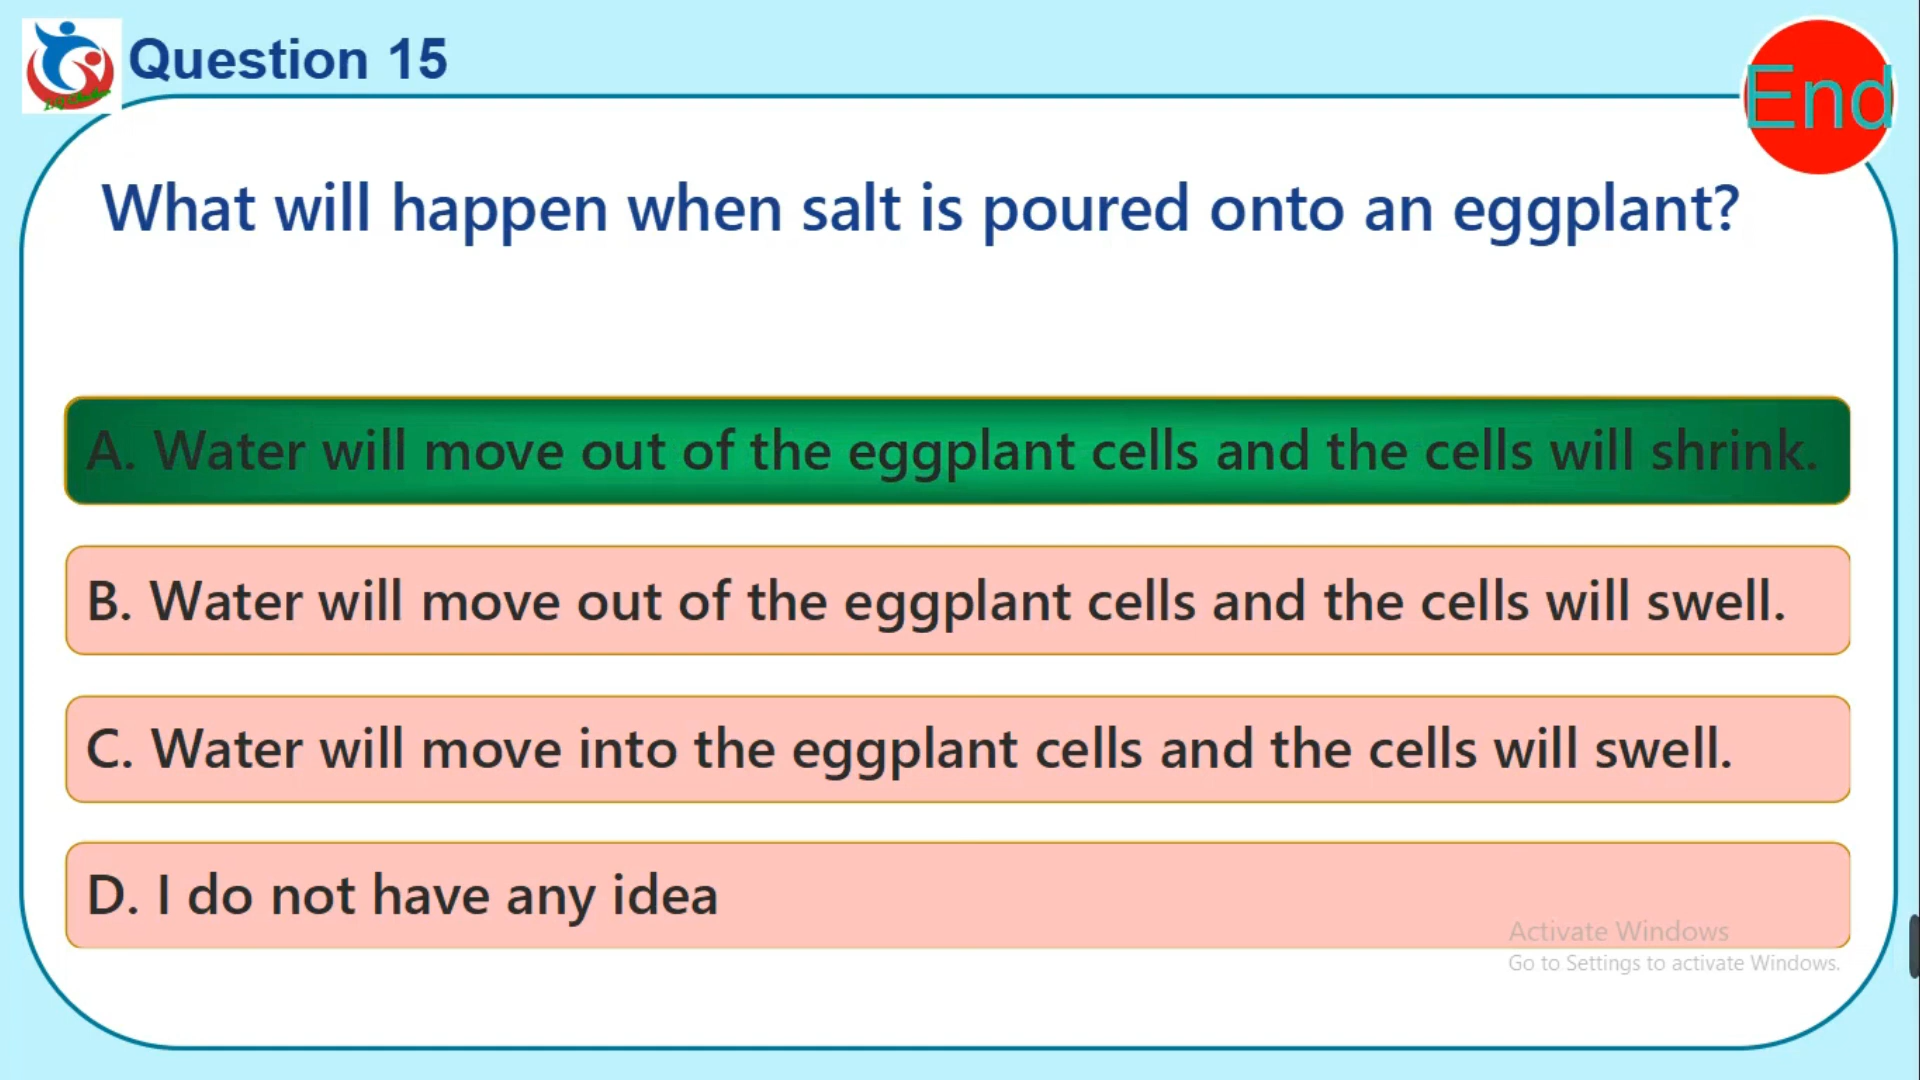 Question 15
End
What will happen when salt is poured onto an eggplant?
A. Water will move out of the eggplant cells and the cells will shrink.
B. Water will move out of the eggplant cells and the cells will swell.
C. Water will move into the eggplant cells and the cells will swell.
D. I do not have any idea
Activate Windows
Go to Settings to activate Windows.